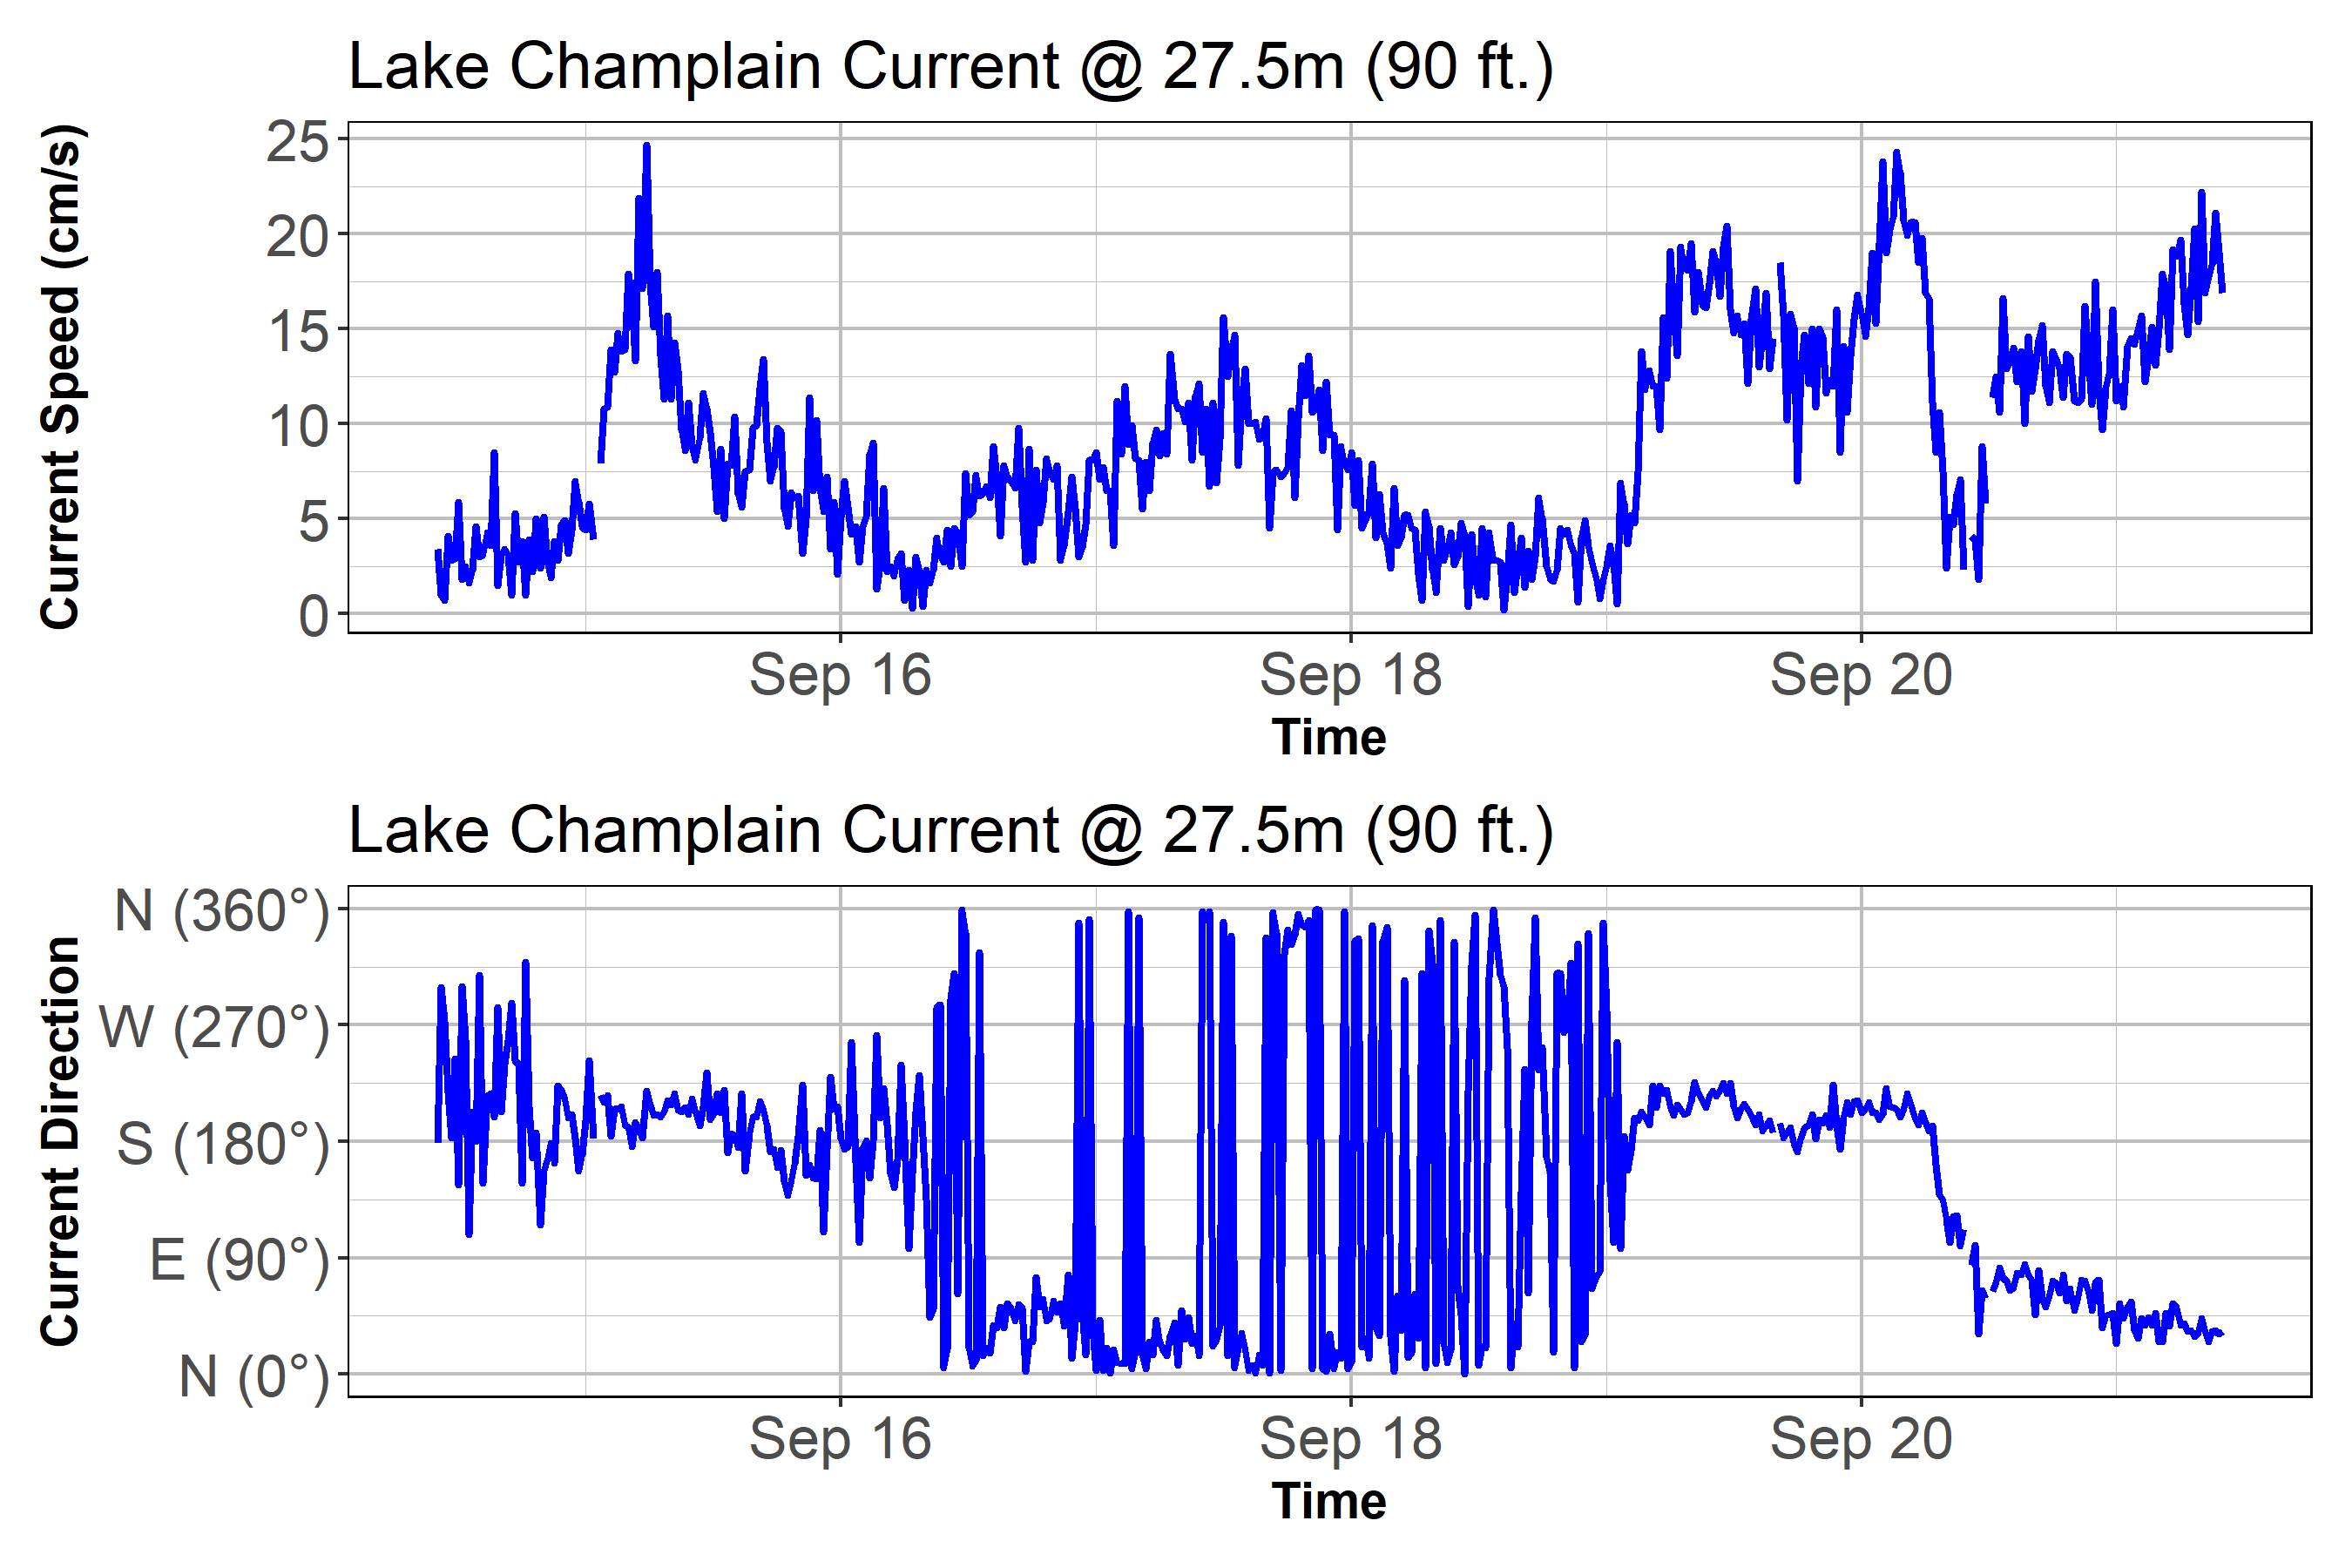 Lake Champlain Current @ 27.5m (90 ft.)
Current Speed (cm/s)
25
20
15
10
5
0
Sep 16 Sep 18 Sep 20
Time
Lake Champlain Current @ 27.5m (90 ft.)
Current Direction
N (360°)
W (270°)
S (180°)
E (90°)
N (0°)
Sep 16 Sep 18 Sep 20
Time